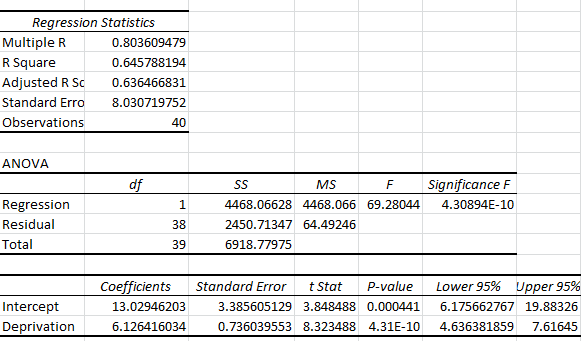 Regression Statistics
Multiple R 0.803609479
R Square 0.645788194
Adjusted R Sq 0.636466831
Standard Erro 8.030719752
Observations 40
ANOVA
df SS MS F Significance F
Regression 1 4468.06628 4468.066 69.28044 4.30894E-10
Residual 38 2450.71347 64.49246
Total 39 6918.77975
Coefficients Standard Error t Stat P-value Lower 95% Upper 95%
Intercept 13.02946203 3.385605129 3.848488 0.000441 6.175662767 19.88326
Deprivation 6.126416034 0.736039553 8.323488 4.31E-10 4.636381859 7.61645